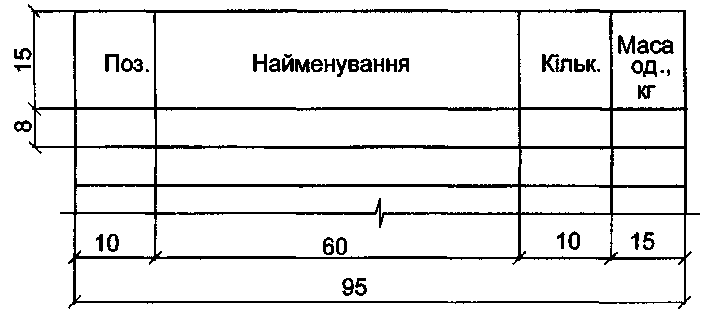 15
Поз.
Найменування
Кільк.
Маса
од.,
кг
8
10
60
10
15
95